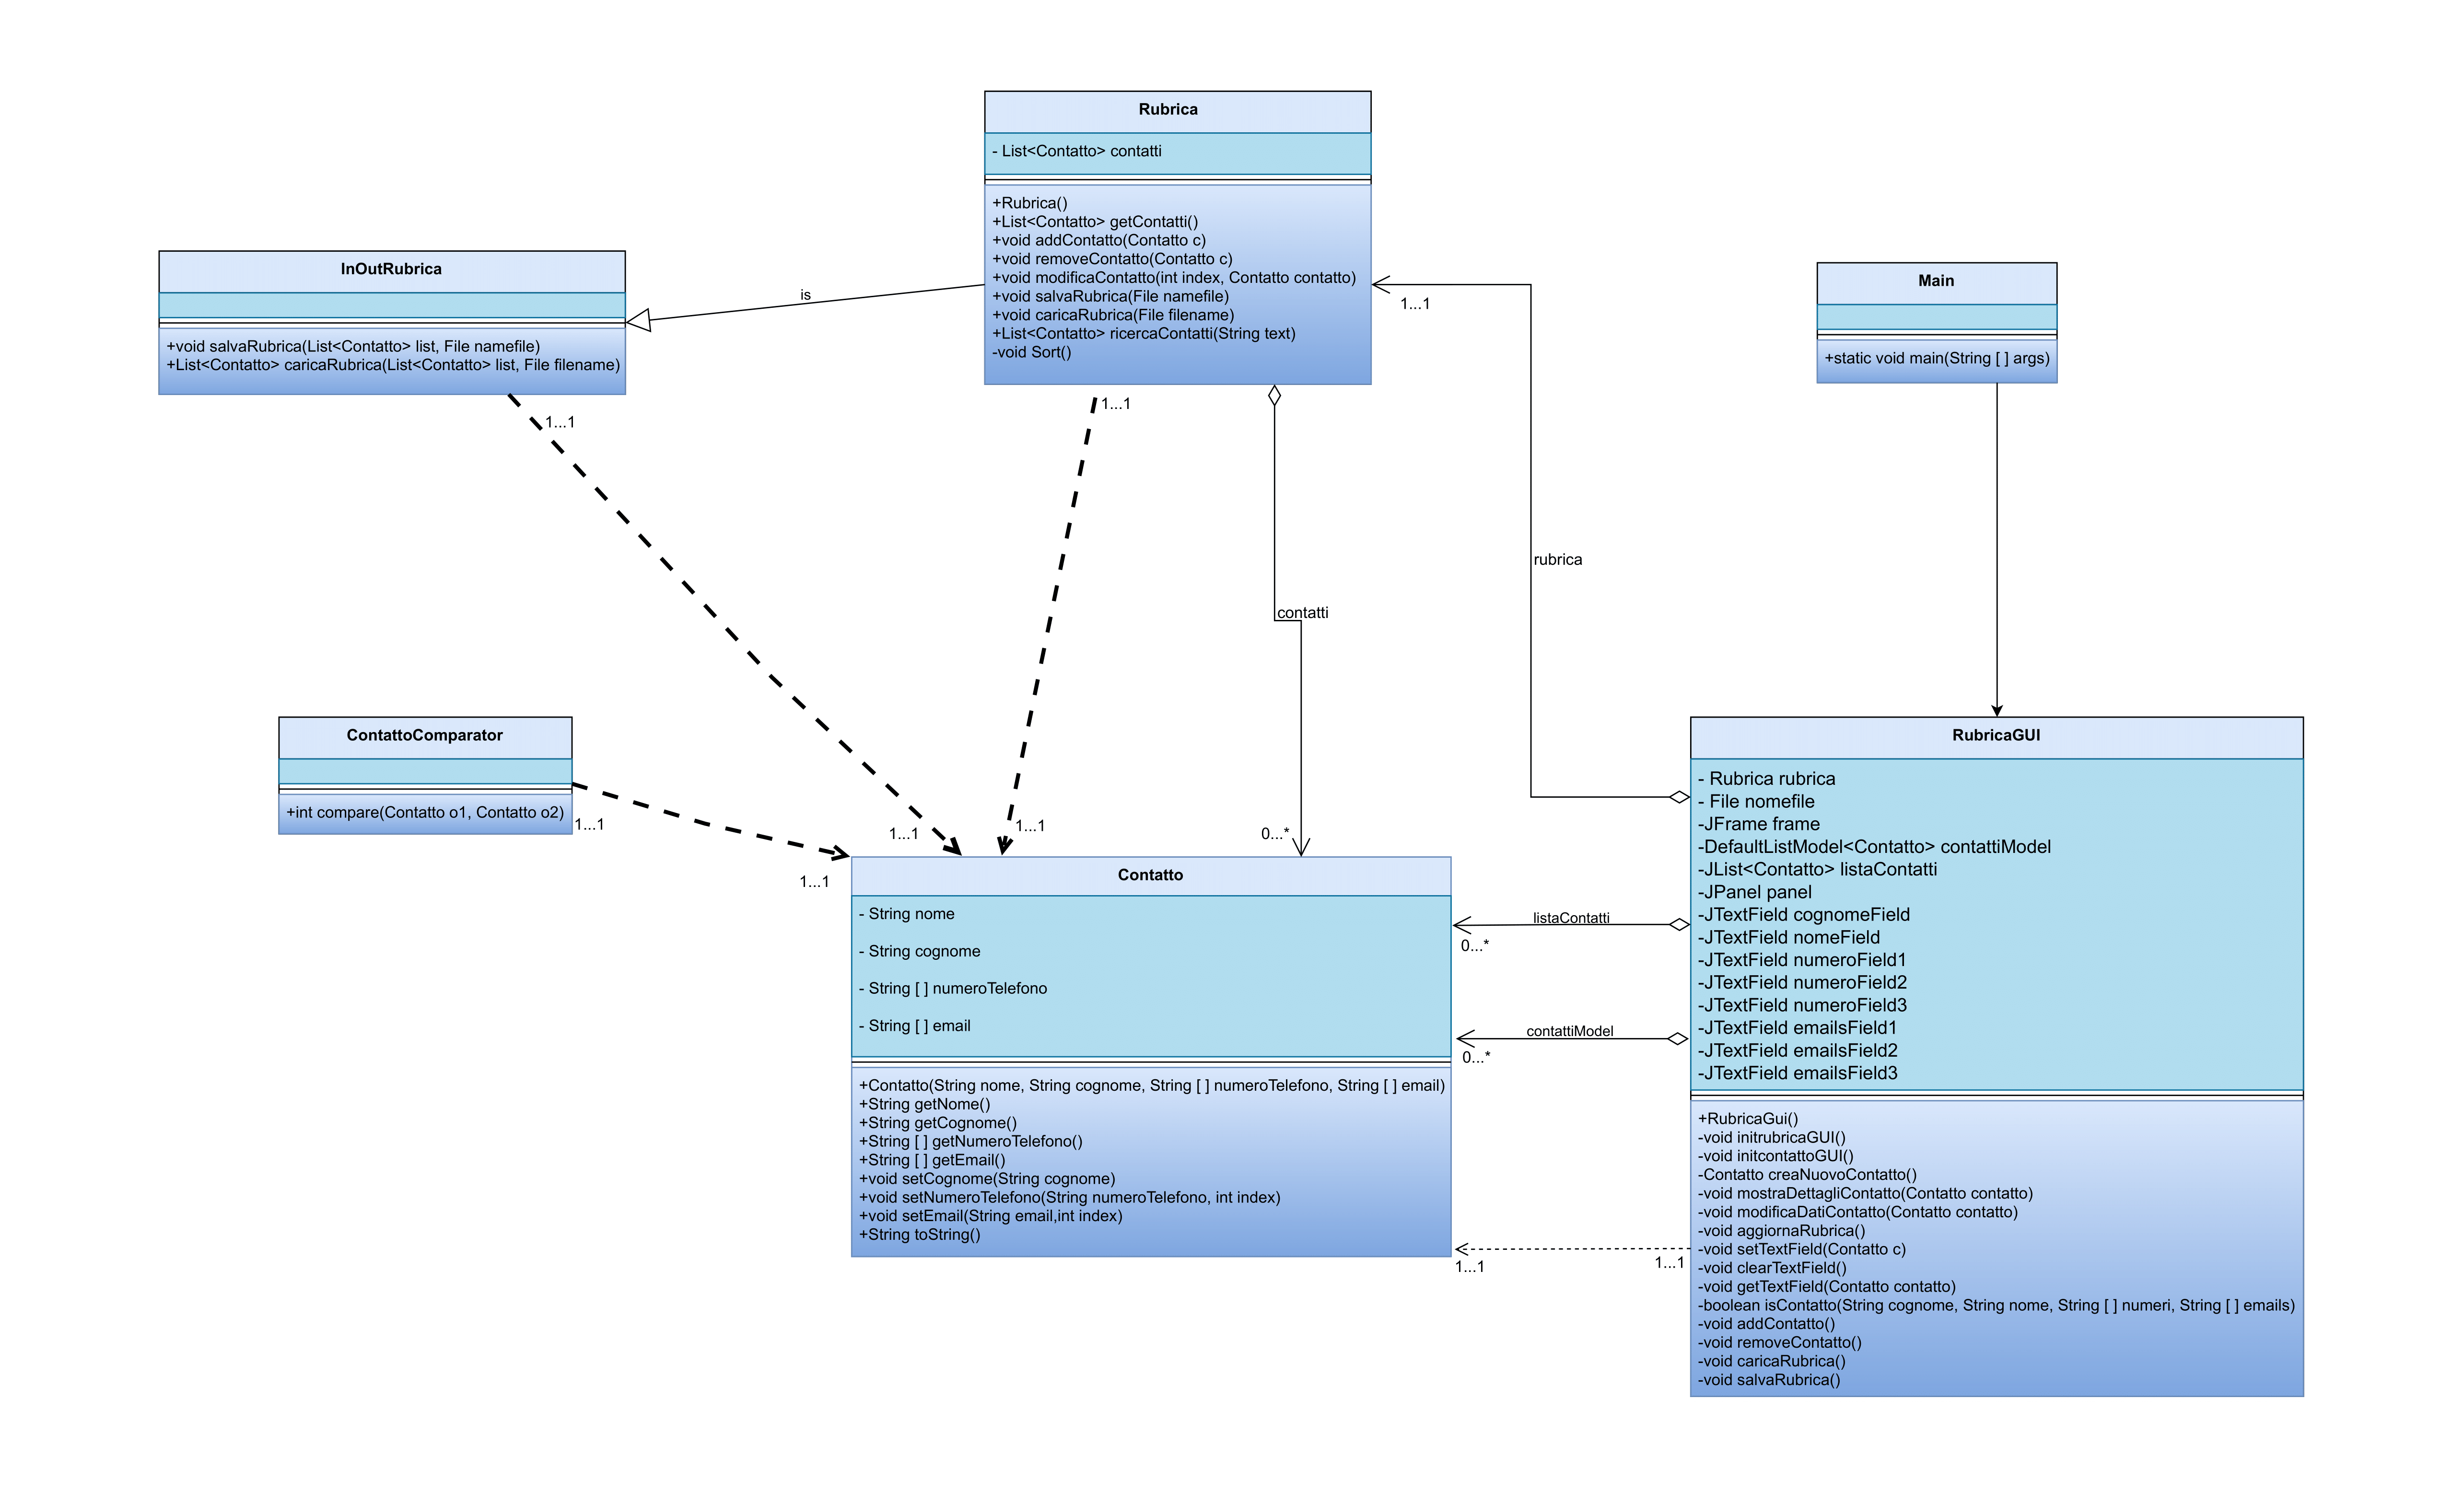 Rubrica
- List<Contatto> contatti
+Rubrica()
+List<Contatto> getContatti()
+void addContatto(Contatto c)
+void removeContatto(Contatto c)
+void modificaContatto(int index, Contatto contatto)
+void salvaRubrica(File namefile)
+void caricaRubrica(File filename)
+List<Contatto> ricercaContatti(String text)
-void Sort()
InOutRubrica
+void salvaRubrica(List<Contatto> list, File namefile)
+List<Contatto> caricaRubrica(List<Contatto> list, File filename)
is
Main
+static void main(String [ ] args)
1...1
1...1
1...1
rubrica
contatti
ContattoComparator
+int compare(Contatto o1, Contatto o2)
1...1
1...1
1...1
1...1
0...*
Contatto
- String nome
- String cognome
- String [ ] numeroTelefono
- String [ ] email
+Contatto(String nome, String cognome, String [ ] numeroTelefono, String [ ] email)
+String getNome()
+String getCognome()
+String [ ] getNumeroTelefono()
+String [ ] getEmail()
+void setCognome(String cognome)
+void setNumeroTelefono(String numeroTelefono, int index)
+void setEmail(String email,int index)
+String toString()
listaContatti
0...*
contattiModel
0...*
1...1
1...1
RubricaGUI
- Rubrica rubrica
- File nomefile
-JFrame frame
-DefaultListModel<Contatto> contattiModel
-JList<Contatto> listaContatti
-JPanel panel
-JTextField cognomeField
-JTextField nomeField
-JTextField numeroField1
-JTextField numeroField2
-JTextField numeroField3
-JTextField emailsField1
-JTextField emailsField2
-JTextField emailsField3
+RubricaGui()
-void initrubricaGUI()
-void initcontattoGUI()
-Contatto creaNuovoContatto()
-void mostraDettagliContatto(Contatto contatto)
-void modificaDatiContatto(Contatto contatto)
-void aggiornaRubrica()
-void setTextField(Contatto c)
-void clearTextField()
-void getTextField(Contatto contatto)
-boolean isContatto(String cognome, String nome, String [ ] numeri, String [ ] emails)
-void addContatto()
-void removeContatto()
-void caricaRubrica()
-void salvaRubrica()